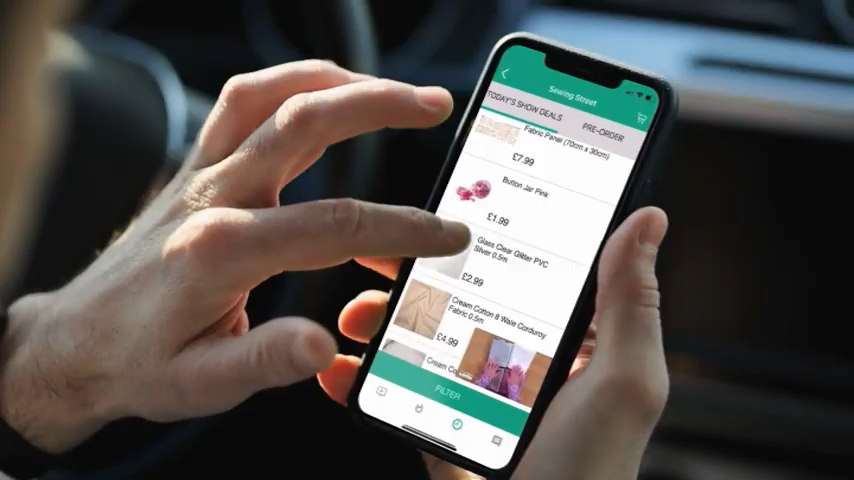 Sewing Street
TODAY'S SHOW DEALS
PRE-ORDER
Fabric Panel (70cm x 30cm)
£7.99
Button Jar Pink
£1.99
Glass Clear Glitter PVC
Silver 0.5m
£2.99
Cream Cotton 8 Wale Corduroy
Fabric 0.5m
£4.99
Cream Co
FILTER